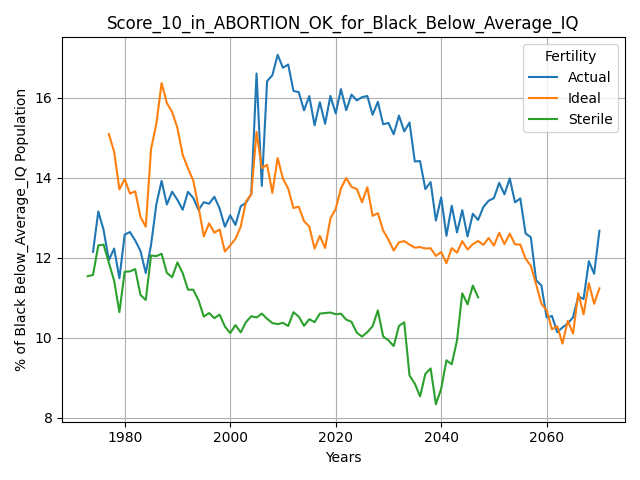 Score_10_in_ABORTION_OK_for_Black_Below_Average_IQ
Fertility
Actual
Ideal
Sterile
% of Black Below_Average_IQ Population
16
14
12
10
8
1980
2000
2020
2040
2060
Years